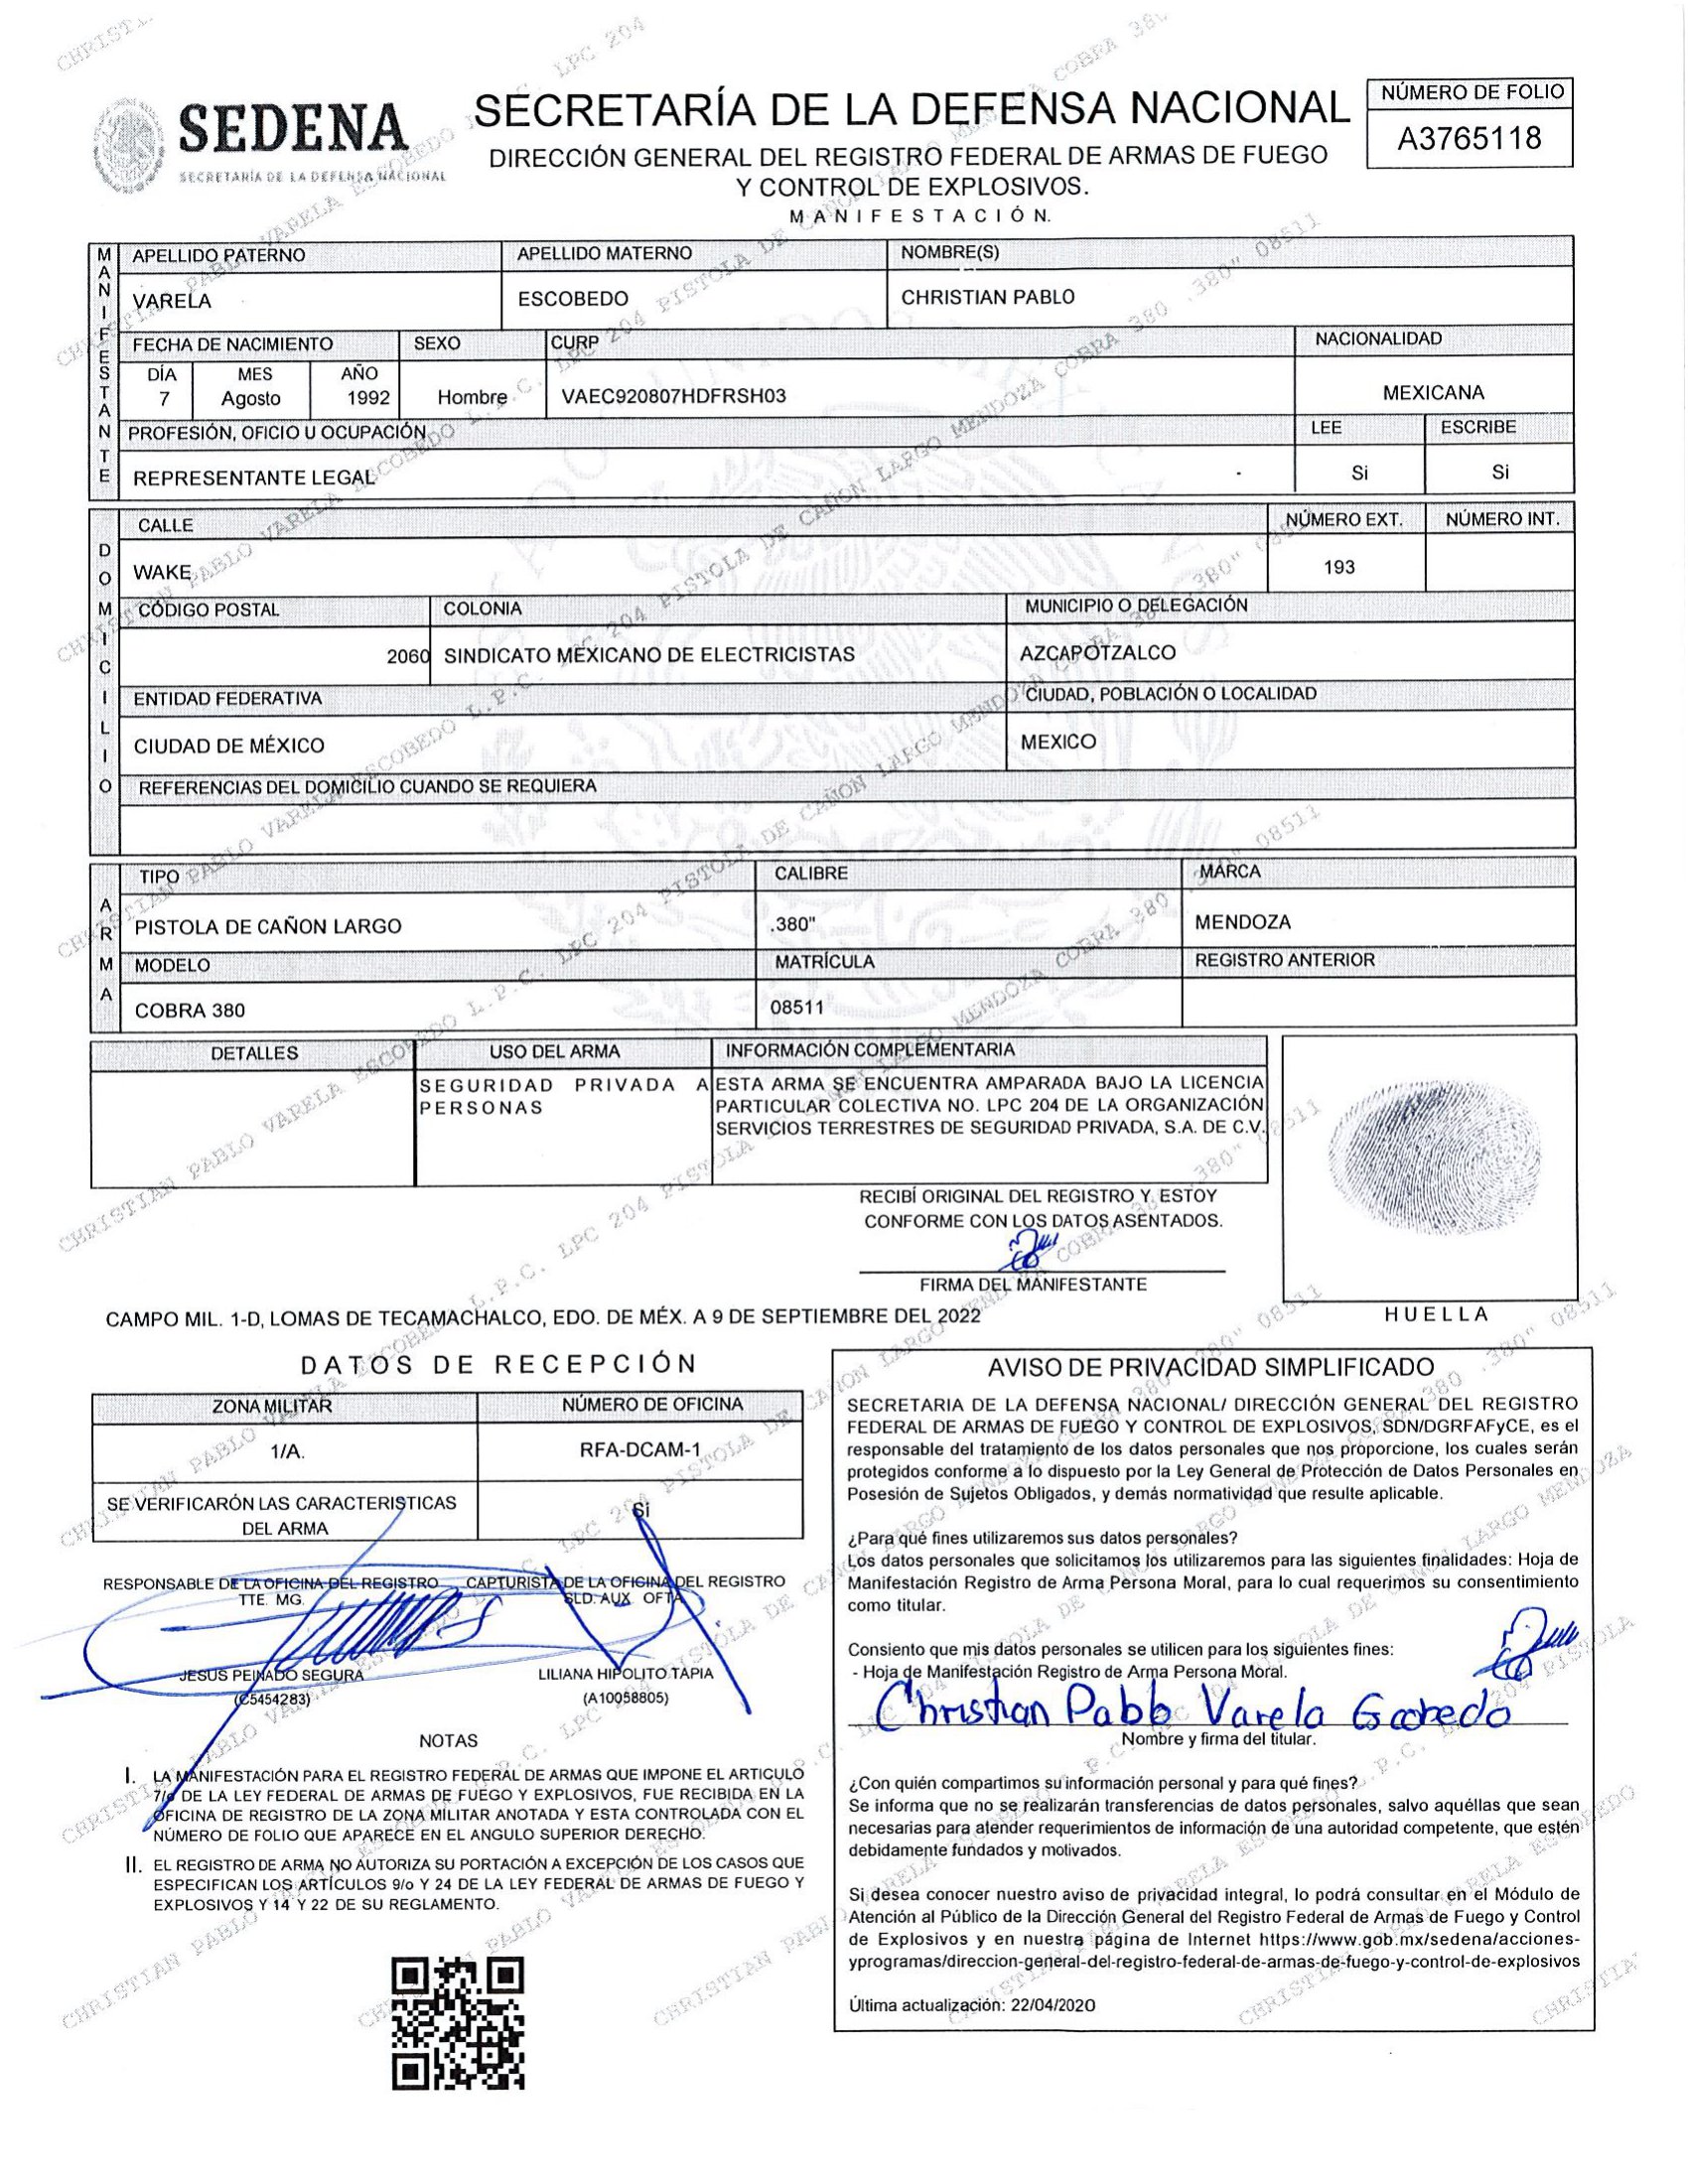 SEDENA
SECRETARÍA DE LA DEFENSA NACIONAL
SECRETARÍA DE LA DEFENSA NACIONAL
DIRECCIÓN GENERAL DEL REGISTRO FEDERAL DE ARMAS DE FUEGO
Y CONTROL DE EXPLOSIVOS.
MANIFESTACIÓN.
NÚMERO DE FOLIO
A3765118
MANIFESTANTE
APELLIDO PATERNO APELLIDO MATERNO NOMBRE(S)
VARELA ESCOBEDO CHRISTIAN PABLO
FECHA DE NACIMIENTO SEXO CURP NACIONALIDAD
DÍA MES AÑO
7 Agosto 1992 Hombre VAEC920807HDFRSH03 MEXICANA
PROFESIÓN, OFICIO U OCUPACIÓN LEE ESCRIBE
REPRESENTANTE LEGAL Si Si
DOMICILIO
CALLE NÚMERO EXT. NÚMERO INT.
WAKE 193
CÓDIGO POSTAL COLONIA MUNICIPIO O DELEGACIÓN
2060 SINDICATO MEXICANO DE ELECTRICISTAS AZCAPOTZALCO
ENTIDAD FEDERATIVA CIUDAD, POBLACIÓN O LOCALIDAD
CIUDAD DE MÉXICO MEXICO
REFERENCIAS DEL DOMICILIO CUANDO SE REQUIERA
ARMA
TIPO CALIBRE MARCA
PISTOLA DE CAÑON LARGO .380" MENDOZA
MODELO MATRÍCULA REGISTRO ANTERIOR
COBRA 380 08511
DETALLES USO DEL ARMA INFORMACIÓN COMPLEMENTARIA
SEGURIDAD PRIVADA A
PERSONAS
ESTA ARMA SE ENCUENTRA AMPARADA BAJO LA LICENCIA
PARTICULAR COLECTIVA NO. LPC 204 DE LA ORGANIZACIÓN
SERVICIOS TERRESTRES DE SEGURIDAD PRIVADA, S.A. DE C.V.
RECIBÍ ORIGINAL DEL REGISTRO Y ESTOY
CONFORME CON LOS DATOS ASENTADOS.
FIRMA DEL MANIFESTANTE
HUELLA
CAMPO MIL. 1-D, LOMAS DE TECAMACHALCO, EDO. DE MÉX. A 9 DE SEPTIEMBRE DEL 2022
DATOS DE RECEPCIÓN
ZONA MILITAR NÚMERO DE OFICINA
1/A. RFA-DCAM-1
SE VERIFICARÓN LAS CARACTERISTICAS
DEL ARMA
Si
RESPONSABLE DE LA OFICINA DEL REGISTRO CAPTURISTA DE LA OFICINA DEL REGISTRO
TTE. MG. SLD. AUX OFTA
JESUS PEINADO SEGURA LILIANA HIPOLITO TAPIA
(C5454283) (A10058805)
NOTAS
I. LA MANIFESTACIÓN PARA EL REGISTRO FEDERAL DE ARMAS QUE IMPONE EL ARTICULO
7/o DE LA LEY FEDERAL DE ARMAS DE FUEGO Y EXPLOSIVOS, FUE RECIBIDA EN LA
OFICINA DE REGISTRO DE LA ZONA MILITAR ANOTADA Y ESTA CONTROLADA CON EL
NÚMERO DE FOLIO QUE APARECE EN EL ANGULO SUPERIOR DERECHO.
II. EL REGISTRO DE ARMA NO AUTORIZA SU PORTACIÓN A EXCEPCIÓN DE LOS CASOS QUE
ESPECIFICAN LOS ARTÍCULOS 9/o Y 24 DE LA LEY FEDERAL DE ARMAS DE FUEGO Y
EXPLOSIVOS Y 14 Y 22 DE SU REGLAMENTO.
AVISO DE PRIVACIDAD SIMPLIFICADO
SECRETARIA DE LA DEFENSA NACIONAL/ DIRECCIÓN GENERAL DEL REGISTRO
FEDERAL DE ARMAS DE FUEGO Y CONTROL DE EXPLOSIVOS, SDN/DGRFAFyCE, es el
responsable del tratamiento de los datos personales que nos proporcione, los cuales serán
protegidos conforme a lo dispuesto por la Ley General de Protección de Datos Personales en
Posesión de Sujetos Obligados, y demás normatividad que resulte aplicable.
¿Para qué fines utilizaremos sus datos personales?
Los datos personales que solicitamos los utilizaremos para las siguientes finalidades: Hoja de
Manifestación Registro de Arma Persona Moral, para lo cual requerimos su consentimiento
como titular.
Consiento que mis datos personales se utilicen para los siguientes fines:
- Hoja de Manifestación Registro de Arma Persona Moral.
Christian Pablo Varela Escobedo
Nombre y firma del titular.
¿Con quién compartimos su información personal y para qué fines?
Se informa que no se realizarán transferencias de datos personales, salvo aquéllas que sean
necesarias para atender requerimientos de información de una autoridad competente, que estén
debidamente fundados y motivados.
Si desea conocer nuestro aviso de privacidad integral, lo podrá consultar en el Módulo de
Atención al Público de la Dirección General del Registro Federal de Armas de Fuego y Control
de Explosivos y en nuestra página de Internet https://www.gob.mx/sedena/acciones-
yprogramas/direccion-general-del-registro-federal-de-armas-de-fuego-y-control-de-explosivos
Última actualización: 22/04/2020